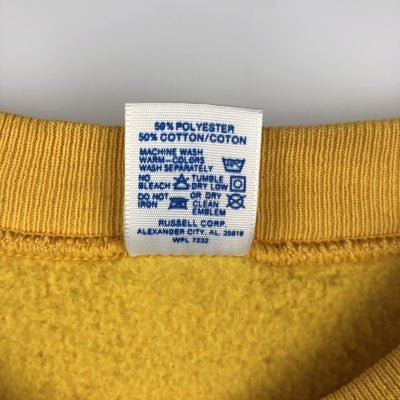 50% POLYESTER
50% COTTON/COTON
MACHINE WASH
WARM-COLORS
WASH SEPARATELY
NO TUMBLE
BLEACH DRY LOW
DO NOT OR DRY
IRON CLEAN
EMBLEM
RUSSELL CORP.
ALEXANDER CITY, AL 35010
WPL 7232